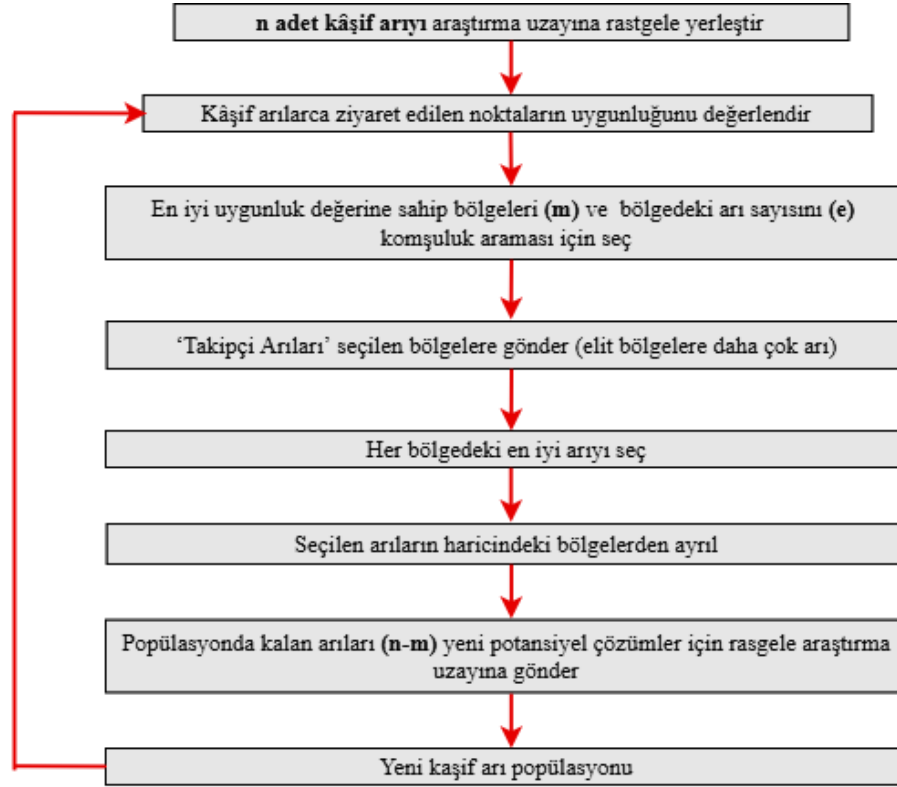 n adet kâşif arıyı araştırma uzayına rastgele yerleştir
Kâşif arılarca ziyaret edilen noktaların uygunluğunu değerlendir
En iyi uygunluk değerine sahip bölgeleri (m) ve bölgedeki arı sayısını (e)
komşuluk araması için seç
‘Takipçi Arıları’ seçilen bölgelere gönder (elit bölgelere daha çok arı)
Her bölgedeki en iyi arıyı seç
Seçilen arıların haricindeki bölgelerden ayrıl
Popülasyonda kalan arıları (n-m) yeni potansiyel çözümler için rasgele araştırma
uzayına gönder
Yeni kaşif arı popülasyonu